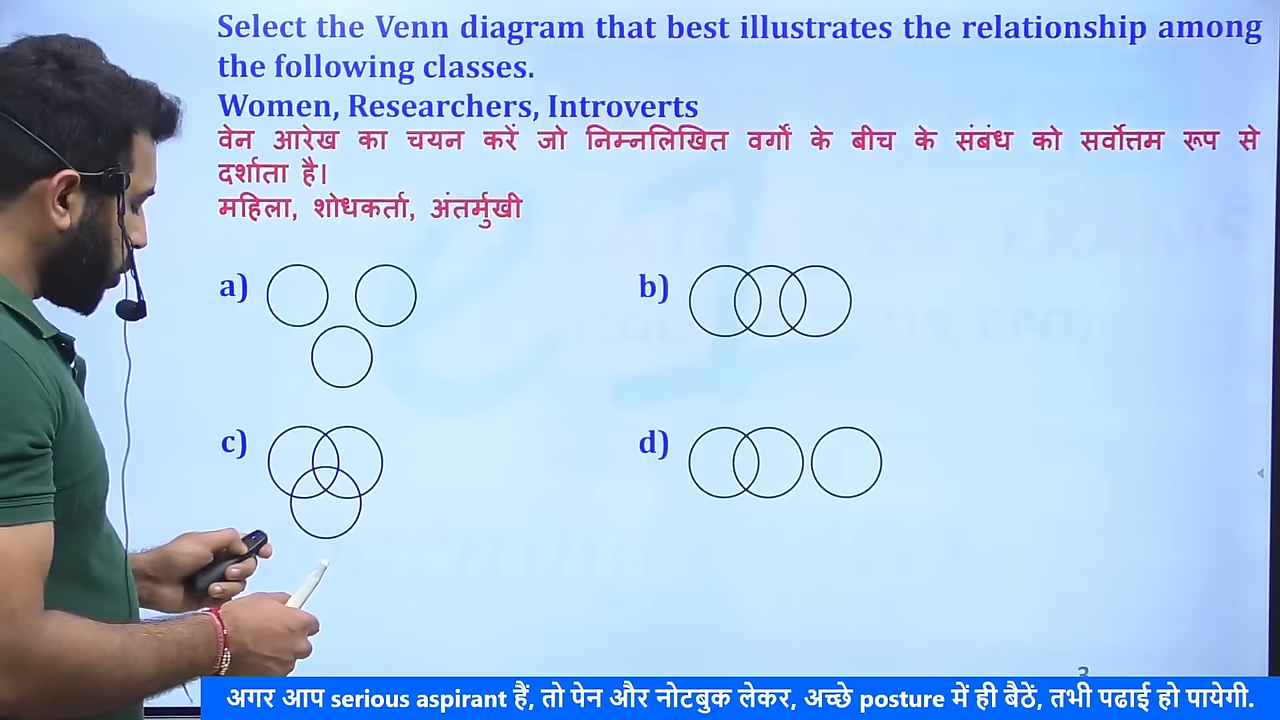 Select the Venn diagram that best illustrates the relationship among
the following classes.
Women, Researchers, Introverts
वेन आरेख का चयन करें जो निम्नलिखित वर्गों के बीच के संबंध को सर्वोत्तम रूप से
दर्शाता है।
महिला, शोधकर्ता, अंतर्मुखी
a)
b)
c)
d)
3
अगर आप serious aspirant हैं, तो पेन और नोटबुक लेकर, अच्छे posture में ही बैठें, तभी पढाई हो पायेगी.